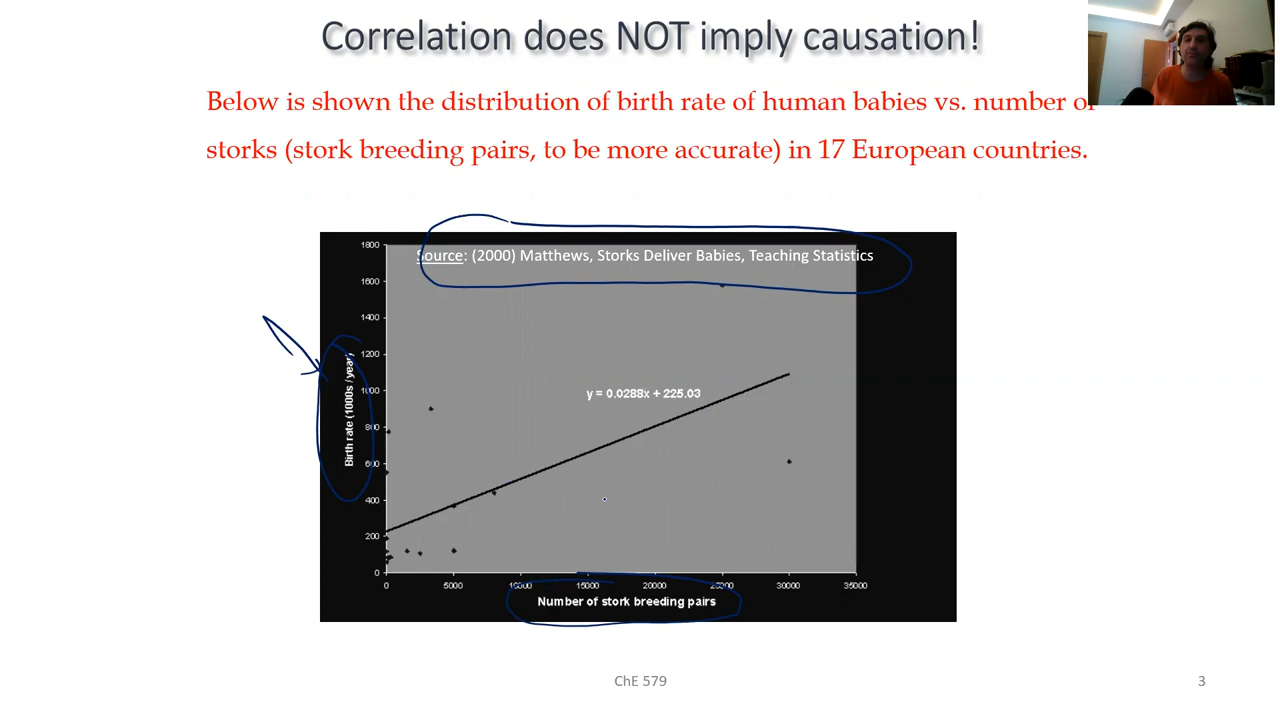 Correlation does NOT imply causation!
Below is shown the distribution of birth rate of human babies vs. number of
storks (stork breeding pairs, to be more accurate) in 17 European countries.
Source: (2000) Matthews, Storks Deliver Babies, Teaching Statistics
1800
1600
1400
1200
1000
800
600
400
200
0
Birth rate (1000s /year)
y = 0.0288x + 225.03
0 5000 10000 15000 20000 25000 30000 35000
Number of stork breeding pairs
ChE 579
3